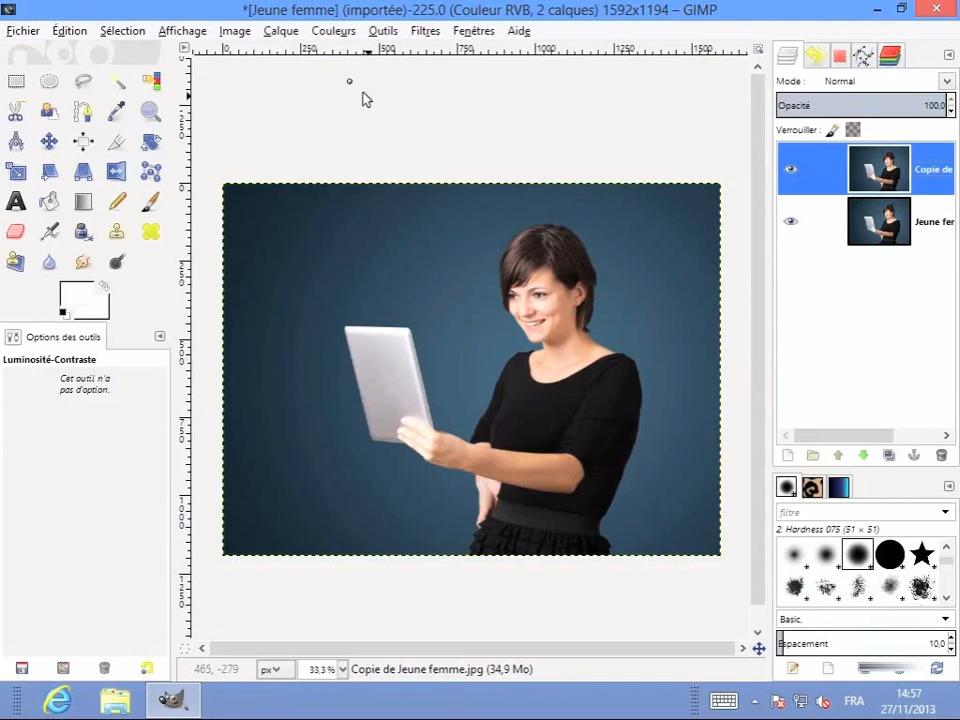 *[Jeune femme] (importée)-225.0 (Couleur RVB, 2 calques) 1592x1194 – GIMP
Fichier Édition Sélection Affichage Image Calque Couleurs Outils Filtres Fenêtres Aide
0 250 500 750 1000 1250 1500
Mode : Normal
Opacité 100,0
Verrouiller :
Copie de
Jeune fer
Options des outils
Luminosité-Contraste
Cet outil n'a
pas d'option.
filtre
2. Hardness 075 (51 × 51)
Basic,
Espacement 10,0
465, -279 px 33,3 % Copie de Jeune femme.jpg (34,9 Mo)
FRA
14:57
27/11/2013